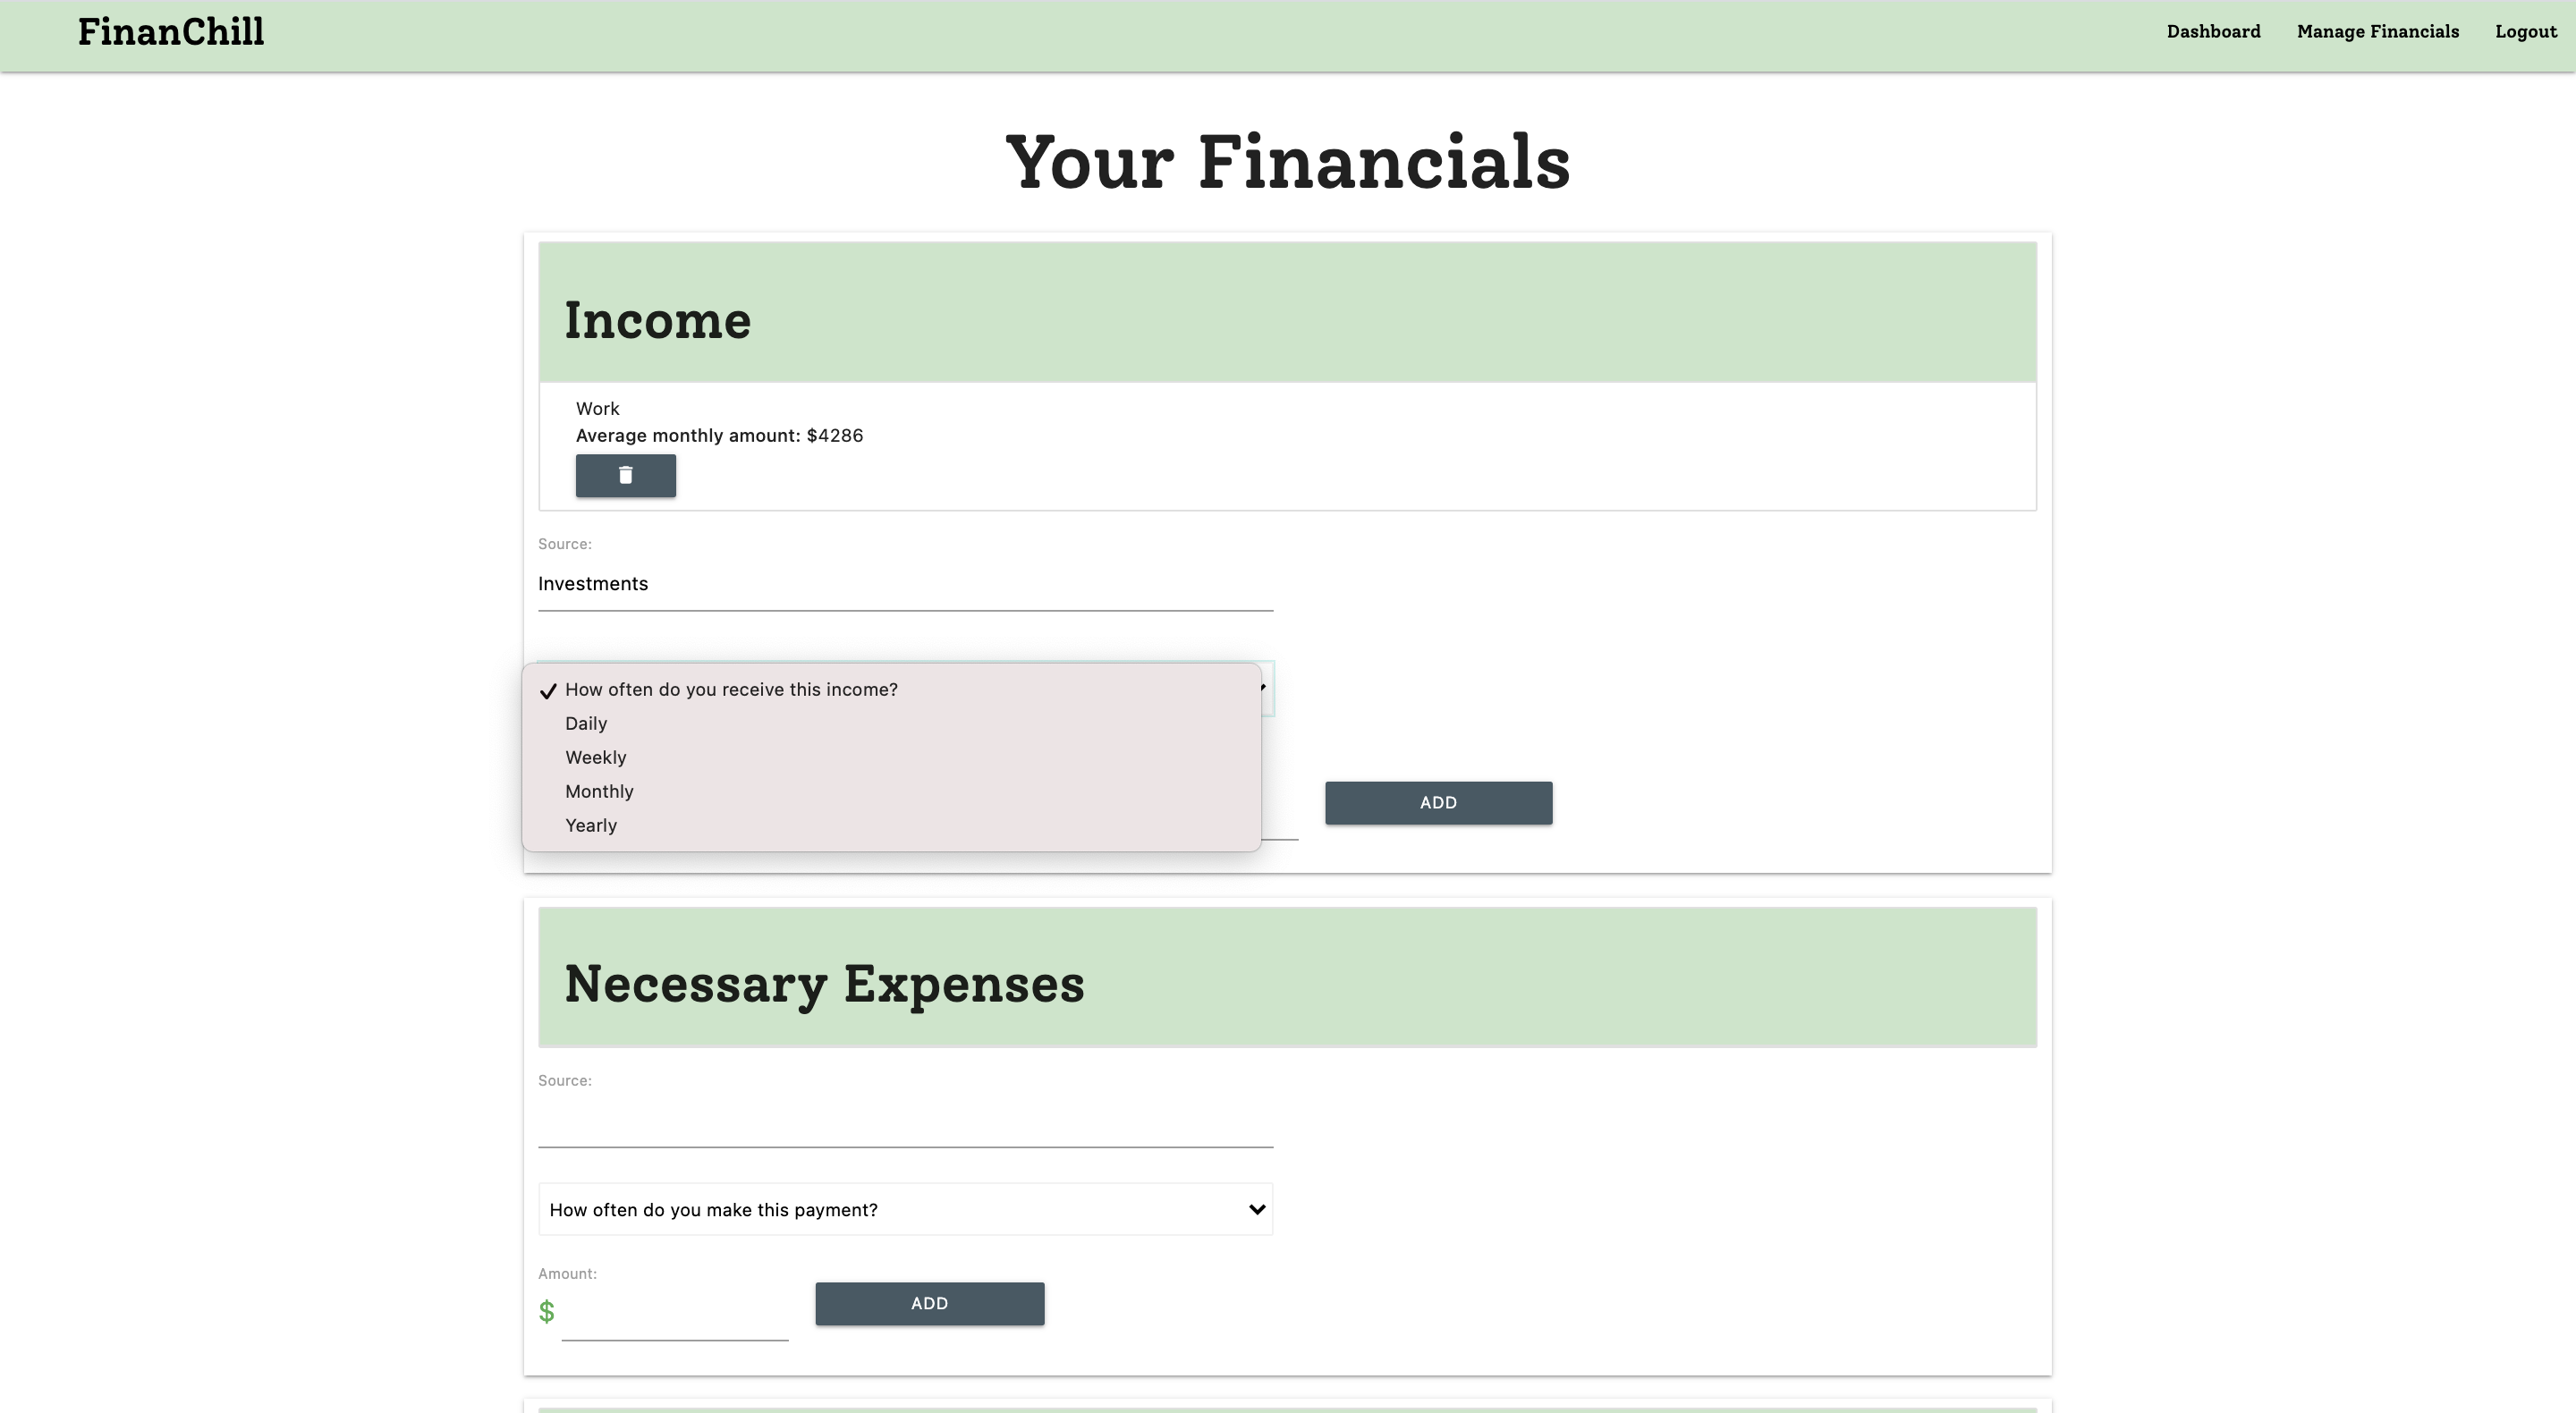 FinanChill
Dashboard Manage Financials Logout
Your Financials
Income
Work
Average monthly amount: $4286
Source:
Investments
How often do you receive this income?
Daily
Weekly
Monthly
Yearly
ADD
Necessary Expenses
Source:
How often do you make this payment?
Amount:
$
ADD